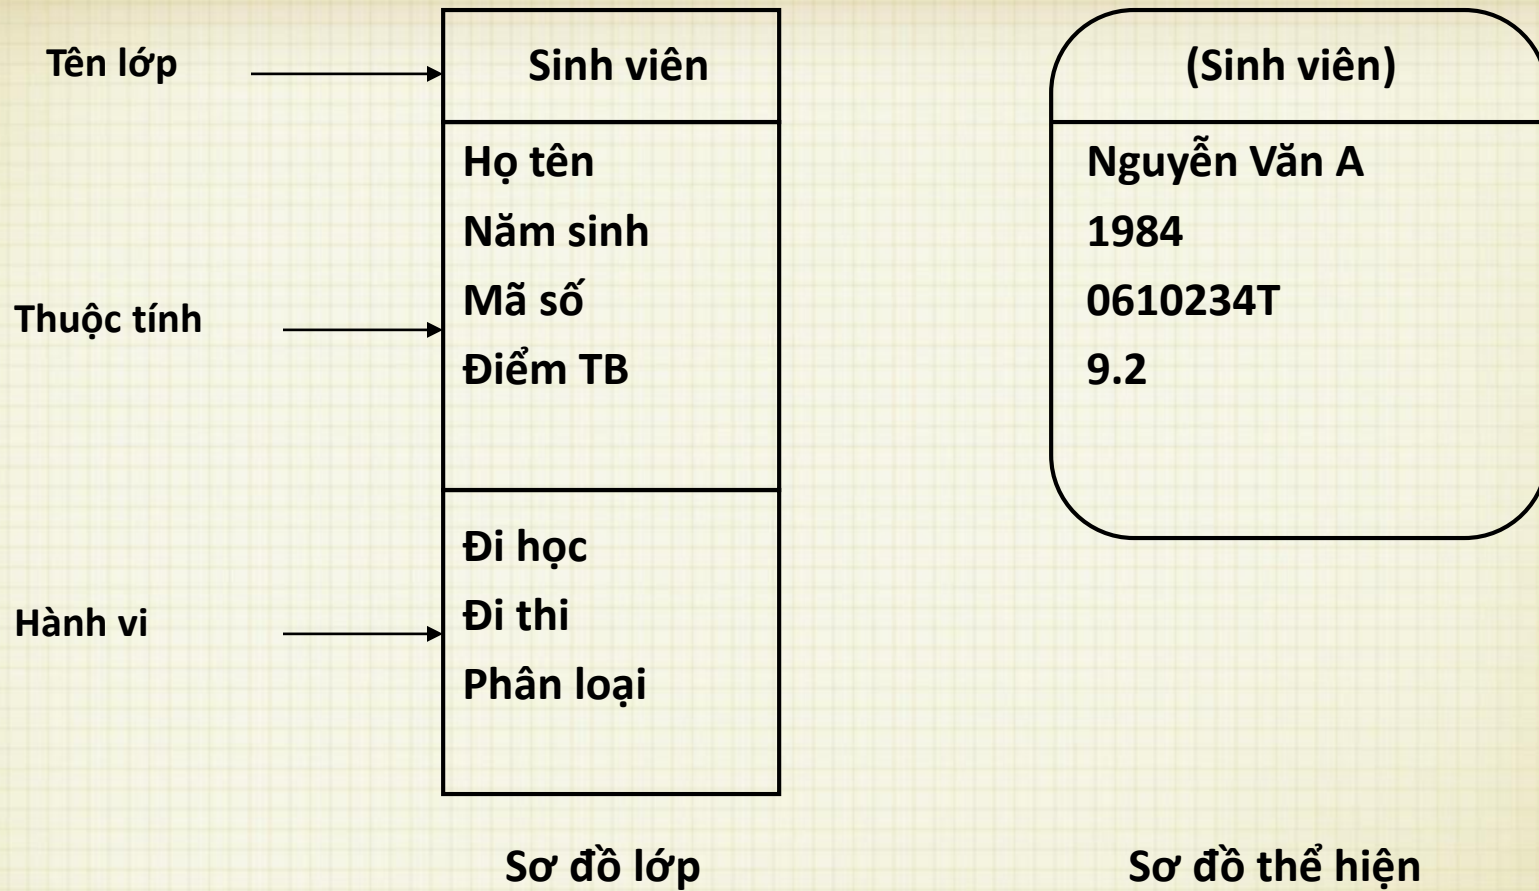 Tên lớp
Sinh viên
(Sinh viên)
Thuộc tính
Họ tên
Năm sinh
Mã số
Điểm TB
Nguyễn Văn A
1984
0610234T
9.2
Hành vi
Đi học
Đi thi
Phân loại
Sơ đồ lớp
Sơ đồ thể hiện